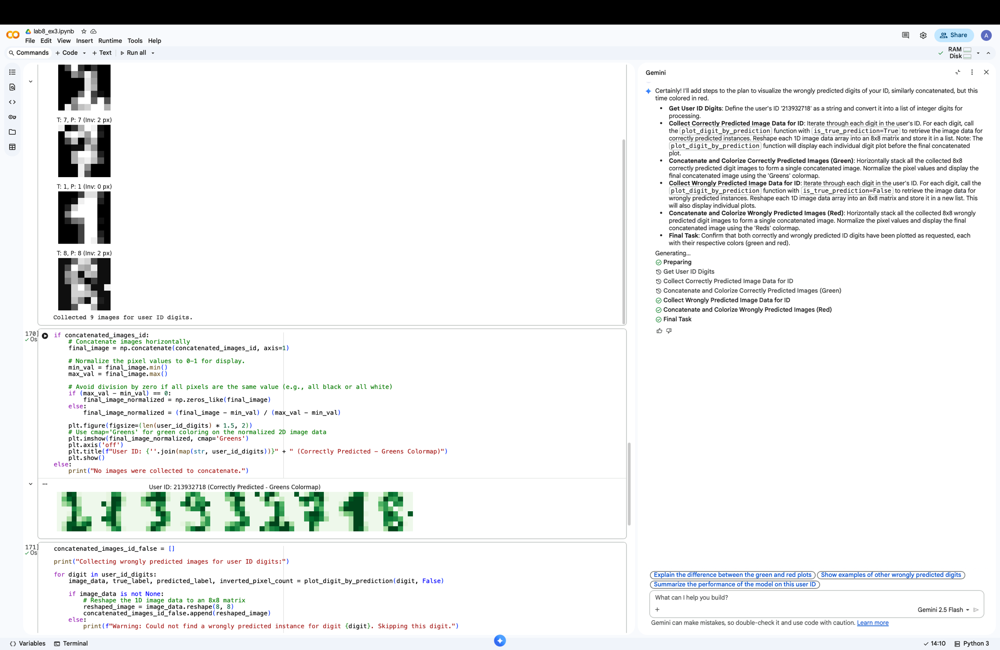 lab8_ex3.ipynb
File Edit View Insert Runtime Tools Help
Share
A
Commands + Code + Text Run all
RAM
Disk
T: 7, P: 7 (Inv: 2 px)
T: 1, P: 1 (Inv: 0 px)
T: 8, P: 8 (Inv: 2 px)
Collected 9 images for user ID digits.
170]
0s
if concatenated_images_id:
    # Concatenate images horizontally
    final_image = np.concatenate(concatenated_images_id, axis=1)
    # Normalize the pixel values to 0-1 for display.
    min_val = final_image.min()
    max_val = final_image.max()
    # Avoid division by zero if all pixels are the same value (e.g., all black or all white)
    if (max_val - min_val) == 0:
        final_image_normalized = np.zeros_like(final_image)
    else:
        final_image_normalized = (final_image - min_val) / (max_val - min_val)
    plt.figure(figsize=(len(user_id_digits) * 1.5, 2))
    # Use cmap='Greens' for green coloring on the normalized 2D image data
    plt.imshow(final_image_normalized, cmap='Greens')
    plt.axis('off')
    plt.title(f"User ID: {''.join(map(str, user_id_digits))}" + " (Correctly Predicted - Greens Colormap)")
    plt.show()
else:
    print("No images were collected to concatenate.")
User ID: 213932718 (Correctly Predicted - Greens Colormap)
171]
0s
concatenated_images_id_false = []
print("Collecting wrongly predicted images for user ID digits:")
for digit in user_id_digits:
    image_data, true_label, predicted_label, inverted_pixel_count = plot_digit_by_prediction(digit, False)
    if image_data is not None:
        # Reshape the 1D image data to an 8x8 matrix
        reshaped_image = image_data.reshape(8, 8)
        concatenated_images_id_false.append(reshaped_image)
    else:
        print(f"Warning: Could not find a wrongly predicted instance for digit {digit}. Skipping this digit.")
Gemini
Certainly! I'll add steps to the plan to visualize the wrongly predicted digits of your ID, similarly concatenated, but this
time colored in red.
• Get User ID Digits: Define the user's ID '213932718' as a string and convert it into a list of integer digits for
processing.
• Collect Correctly Predicted Image Data for ID: Iterate through each digit in the user's ID. For each digit, call
the plot_digit_by_prediction function with is_true_prediction=True to retrieve the image data for
correctly predicted instances. Reshape each 1D image data array into an 8x8 matrix and store it in a list. Note: The
plot_digit_by_prediction function will display each individual digit plot before the final concatenated
plot.
• Concatenate and Colorize Correctly Predicted Images (Green): Horizontally stack all the collected 8x8
correctly predicted digit images to form a single concatenated image. Normalize the pixel values and display the
final concatenated image using the 'Greens' colormap.
• Collect Wrongly Predicted Image Data for ID: Iterate through each digit in the user's ID. For each digit, call the
plot_digit_by_prediction function with is_true_prediction=False to retrieve the image data for
wrongly predicted instances. Reshape each 1D image data array into an 8x8 matrix and store it in a new list. This
will also display individual plots.
• Concatenate and Colorize Wrongly Predicted Images (Red): Horizontally stack all the collected 8x8 wrongly
predicted digit images to form a single concatenated image. Normalize the pixel values and display the final
concatenated image using the 'Reds' colormap.
• Final Task: Confirm that both correctly and wrongly predicted ID digits have been plotted as requested, each
with their respective colors (green and red).
Generating...
Preparing
Get User ID Digits
Collect Correctly Predicted Image Data for ID
Concatenate and Colorize Correctly Predicted Images (Green)
Collect Wrongly Predicted Image Data for ID
Concatenate and Colorize Wrongly Predicted Images (Red)
Final Task
Explain the difference between the green and red plots Show examples of other wrongly predicted digits
Summarize the performance of the model on this user ID
What can I help you build?
+ Gemini 2.5 Flash
Gemini can make mistakes, so double-check it and use code with caution. Learn more
{} Variables Terminal
14:10 Python 3